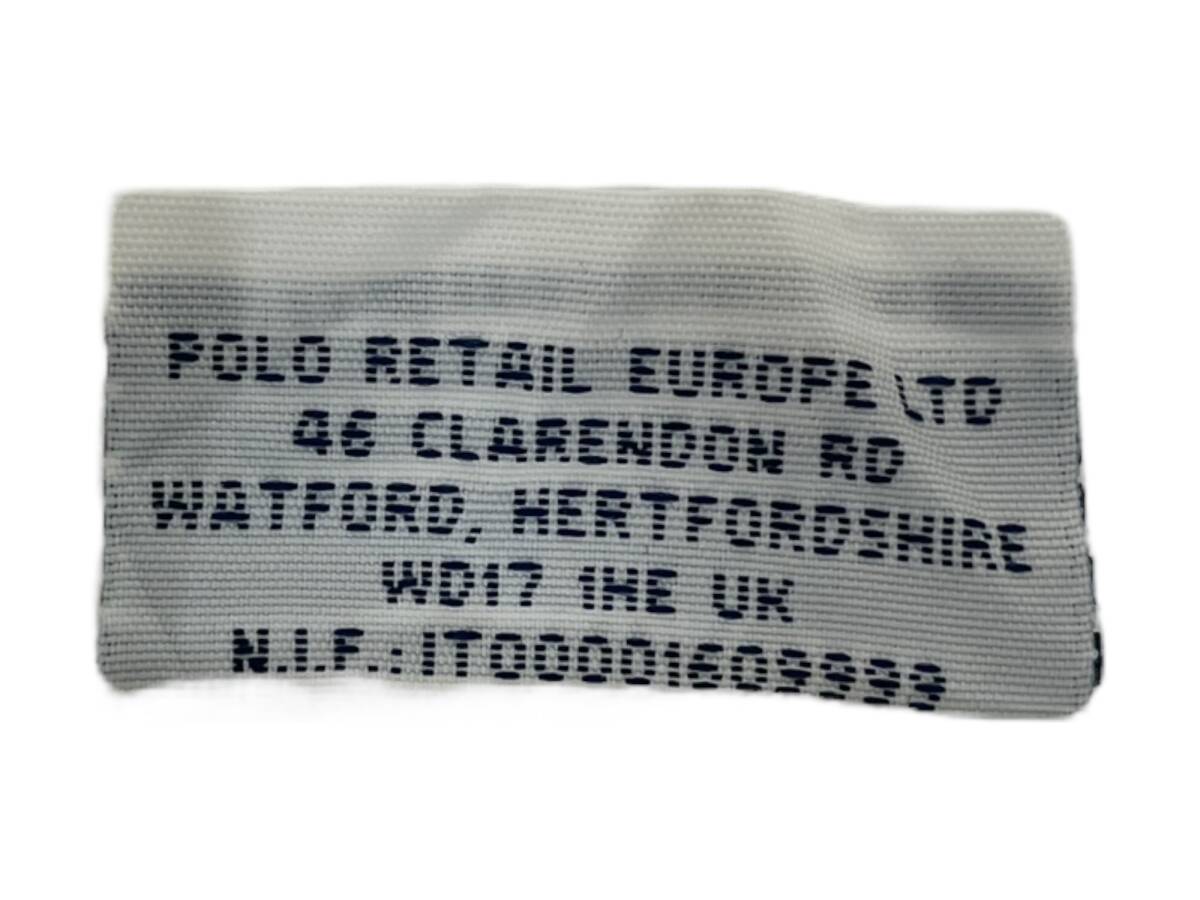 POLO RETAIL EUROPE LTD
46 CLARENDON RD
WATFORD, HERTFORDSHIRE
WD17 1HE UK
N.I.F.: